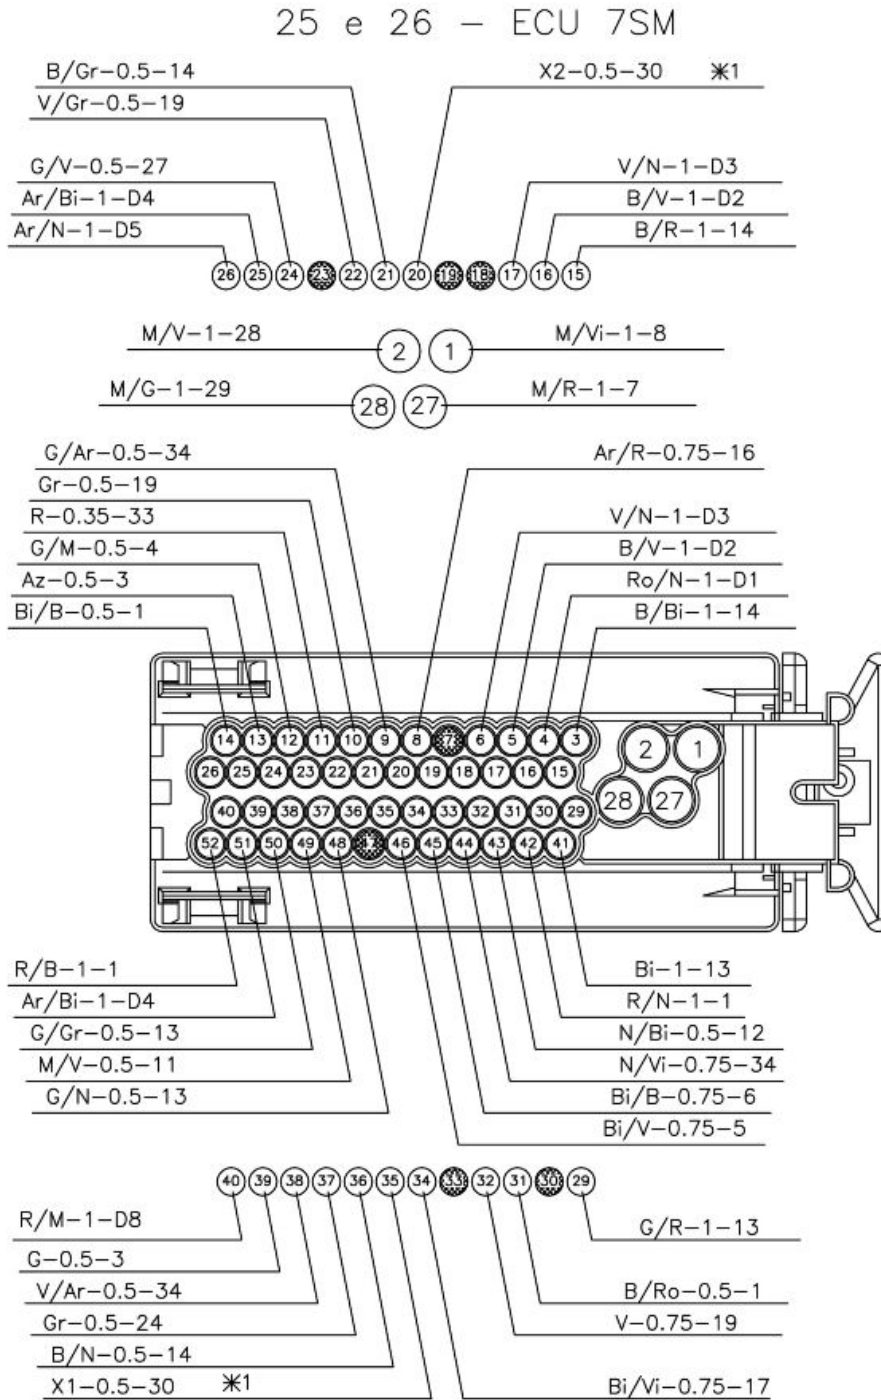 25 e 26 – ECU 7SM
B/Gr–0.5–14 X2–0.5–30 ✳1
V/Gr–0.5–19
G/V–0.5–27 V/N–1–D3
Ar/Bi–1–D4 B/V–1–D2
Ar/N–1–D5 B/R–1–14
26 25 24 23 22 21 20 19 18 17 16 15
M/V–1–28 2 1 M/Vi–1–8
M/G–1–29 28 27 M/R–1–7
G/Ar–0.5–34 Ar/R–0.75–16
Gr–0.5–19
R–0.35–33 V/N–1–D3
G/M–0.5–4 B/V–1–D2
Az–0.5–3 Ro/N–1–D1
Bi/B–0.5–1 B/Bi–1–14
14 13 12 11 10 9 8 7 6 5 4 3 2 1
26 25 24 23 22 21 20 19 18 17 16 15
28 27
40 39 38 37 36 35 34 33 32 31 30 29
52 51 50 49 48 47 46 45 44 43 42 41
R/B–1–1 Bi–1–13
Ar/Bi–1–D4 R/N–1–1
G/Gr–0.5–13 N/Bi–0.5–12
M/V–0.5–11 N/Vi–0.75–34
G/N–0.5–13 Bi/B–0.75–6
Bi/V–0.75–5
40 39 38 37 36 35 34 33 32 31 30 29
R/M–1–D8 G/R–1–13
G–0.5–3
V/Ar–0.5–34 B/Ro–0.5–1
Gr–0.5–24 V–0.75–19
B/N–0.5–14
X1–0.5–30 ✳1 Bi/Vi–0.75–17